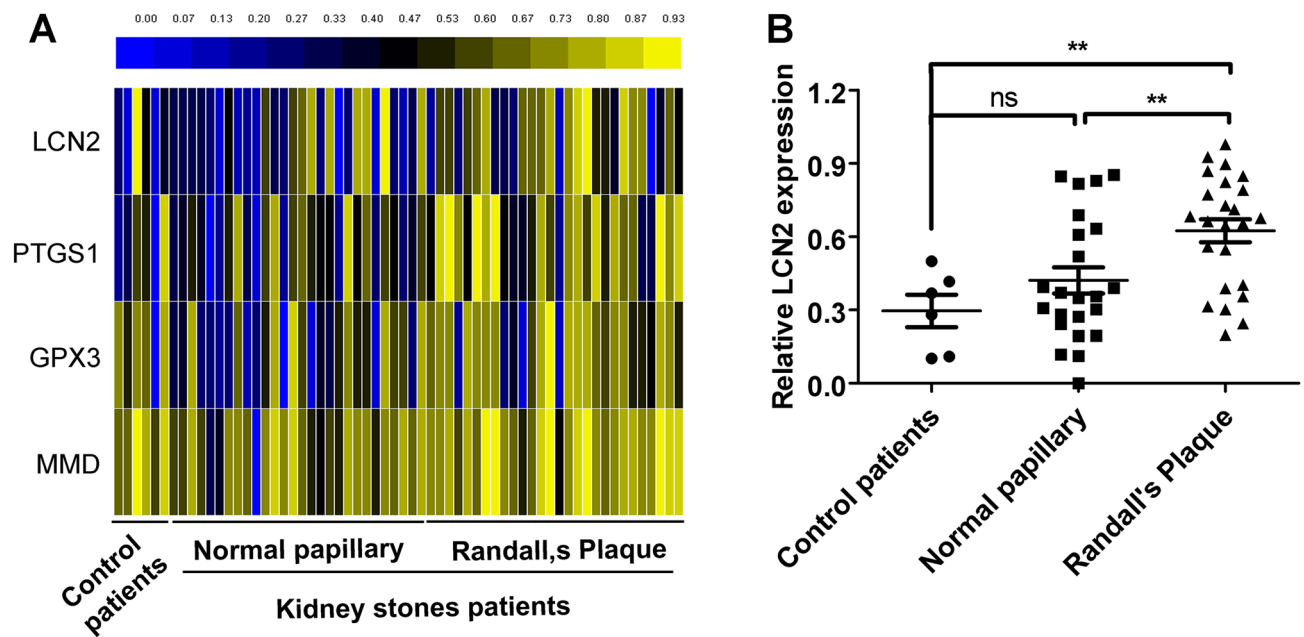 A
0.00 0.07 0.13 0.20 0.27 0.33 0.40 0.47 0.53 0.60 0.67 0.73 0.80 0.87 0.93
LCN2
PTGS1
GPX3
MMD
Control
patients
Normal papillary
Randall,s Plaque
Kidney stones patients
B
**
ns
**
Relative LCN2 expression
1.2
0.9
0.6
0.3
0.0
Control patients
Normal papillary
Randall's Plaque